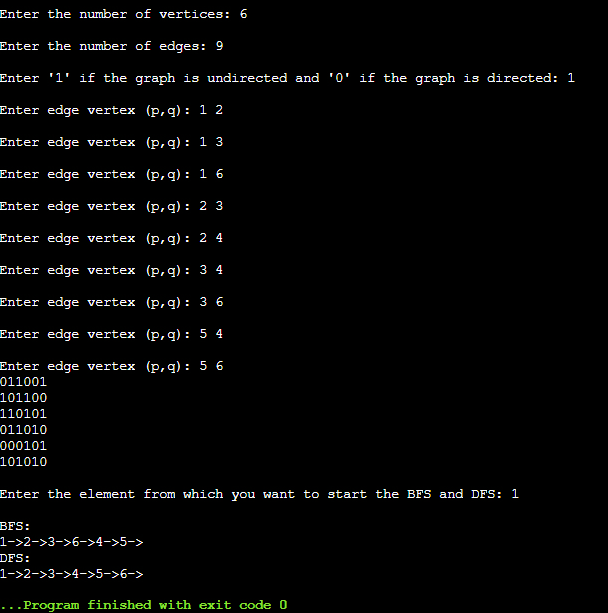 Enter the number of vertices: 6
Enter the number of edges: 9
Enter '1' if the graph is undirected and '0' if the graph is directed: 1
Enter edge vertex (p,q): 1 2
Enter edge vertex (p,q): 1 3
Enter edge vertex (p,q): 1 6
Enter edge vertex (p,q): 2 3
Enter edge vertex (p,q): 2 4
Enter edge vertex (p,q): 3 4
Enter edge vertex (p,q): 3 6
Enter edge vertex (p,q): 5 4
Enter edge vertex (p,q): 5 6
011001
101100
110101
011010
000101
101010
Enter the element from which you want to start the BFS and DFS: 1
BFS:
1->2->3->6->4->5->
DFS:
1->2->3->4->5->6->
...Program finished with exit code 0